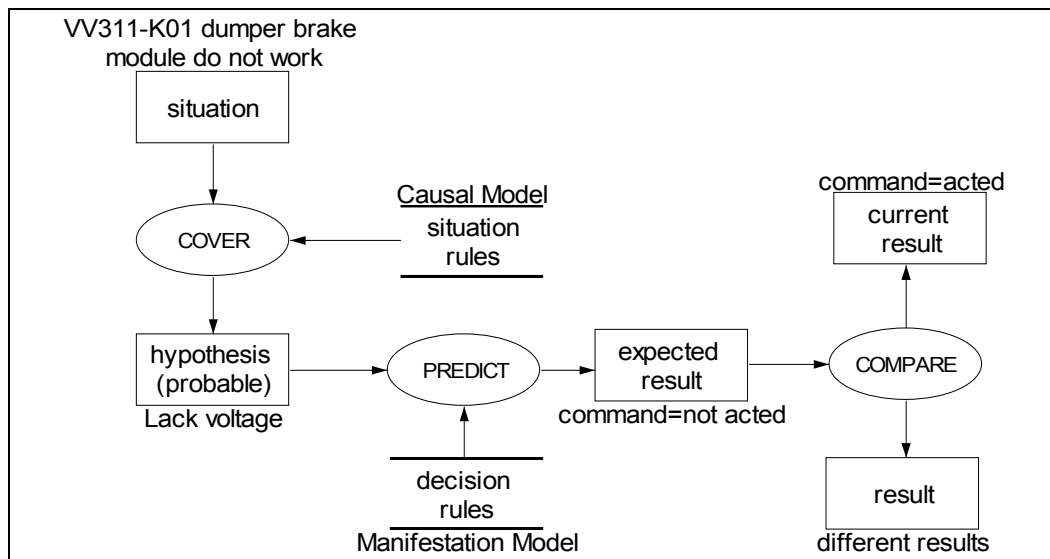 VV311-K01 dumper brake
module do not work
situation
COVER
Causal Model
situation
rules
command=acted
current
result
hypothesis
(probable)
Lack voltage
PREDICT
expected
result
command=not acted
COMPARE
decision
rules
Manifestation Model
result
different results